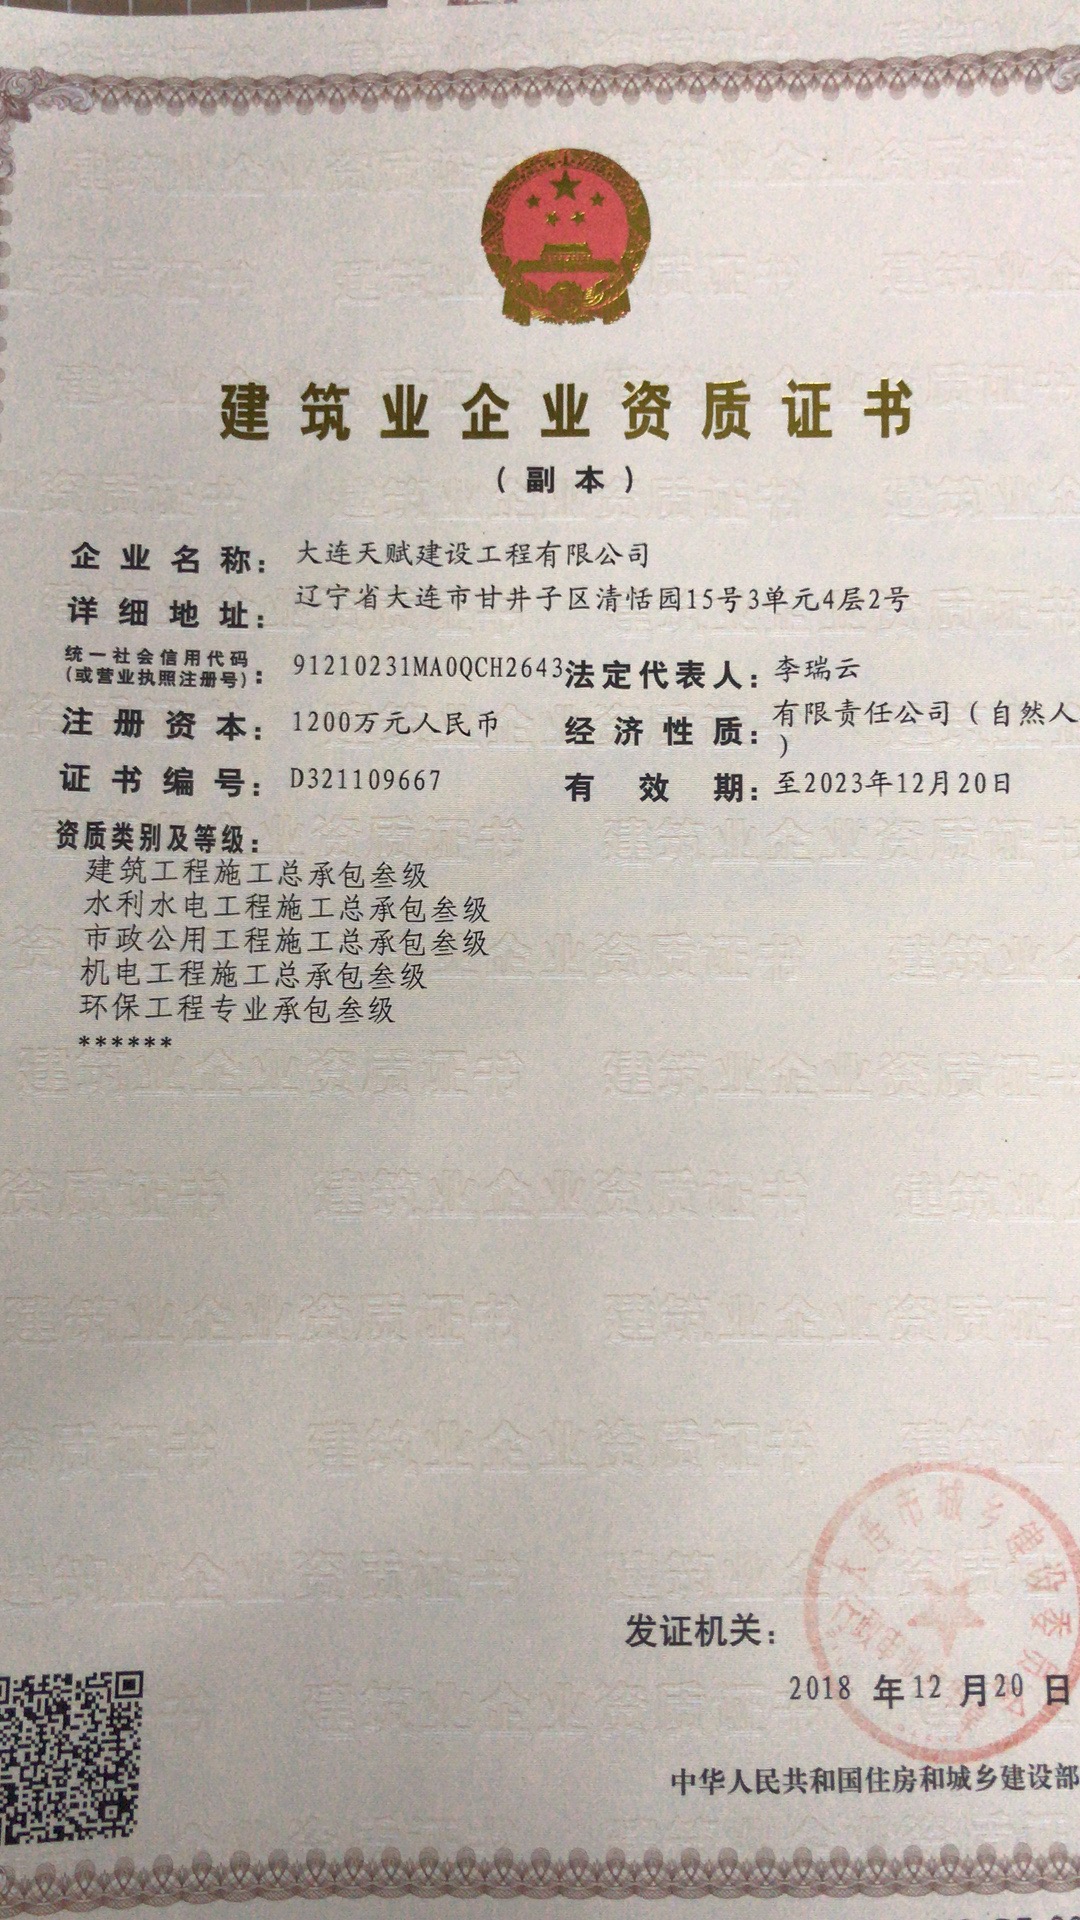 建筑业企业资质证书
（副本）
企业名称：大连天赋建设工程有限公司
详细地址：辽宁省大连市甘井子区清恬园15号3单元4层2号
统一社会信用代码
(或营业执照注册号)：91210231MA0QCH2643 法定代表人：李瑞云
注册资本：1200万元人民币 经济性质：有限责任公司（自然人
）
证书编号：D321109667 有效期：至2023年12月20日
资质类别及等级：
建筑工程施工总承包叁级
水利水电工程施工总承包叁级
市政公用工程施工总承包叁级
机电工程施工总承包叁级
环保工程专业承包叁级
******
大连市城乡建设委员会
发证机关：
2018 年 12 月 20 日
中华人民共和国住房和城乡建设部